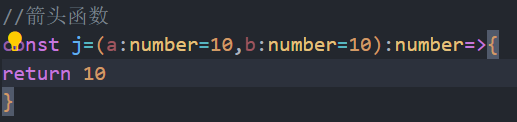 //箭头函数
const j=(a:number=10,b:number=10):number=>{
return 10
}